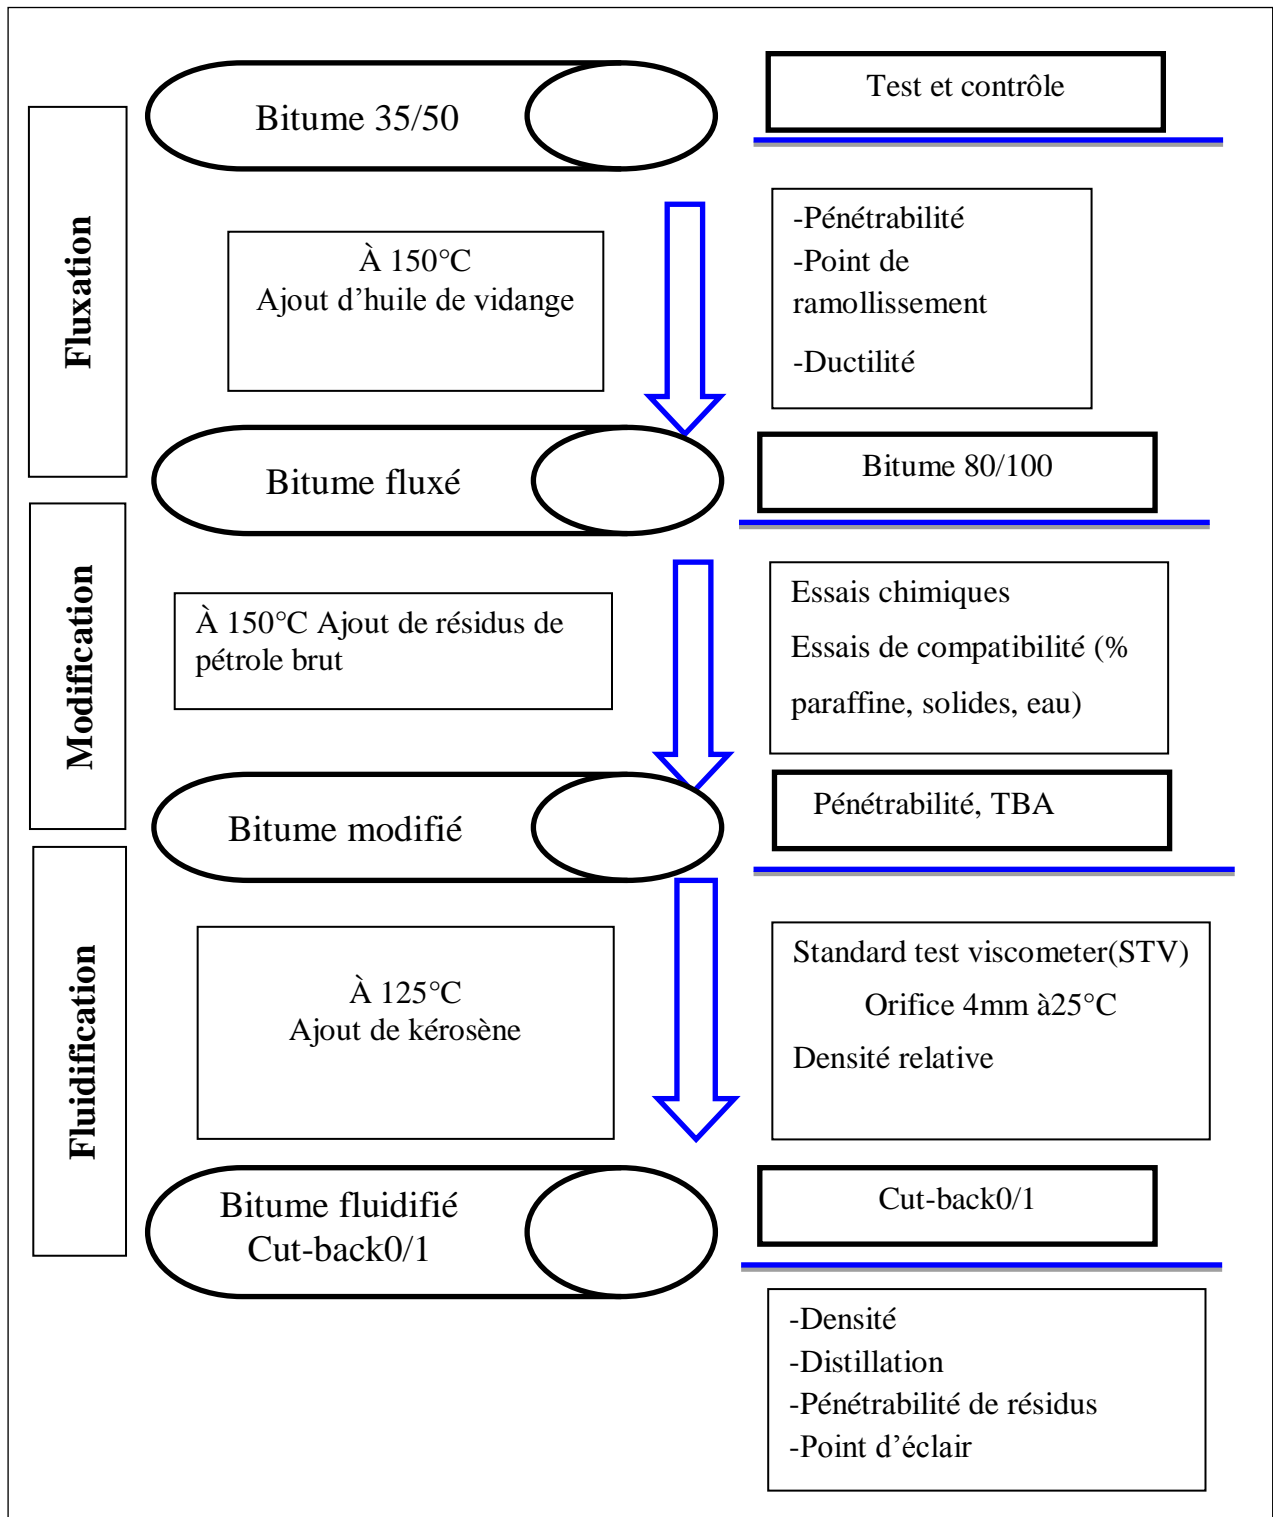 Bitume 35/50
Test et contrôle
Fluxation
À 150°C
Ajout d'huile de vidange
-Pénétrabilité
-Point de
ramollissement
-Ductilité
Bitume fluxé
Bitume 80/100
Modification
À 150°C Ajout de résidus de
pétrole brut
Essais chimiques
Essais de compatibilité (%
paraffine, solides, eau)
Bitume modifié
Pénétrabilité, TBA
Fluidification
À 125°C
Ajout de kérosène
Standard test viscometer(STV)
Orifice 4mm à25°C
Densité relative
Bitume fluidifié
Cut-back0/1
Cut-back0/1
-Densité
-Distillation
-Pénétrabilité de résidus
-Point d'éclair